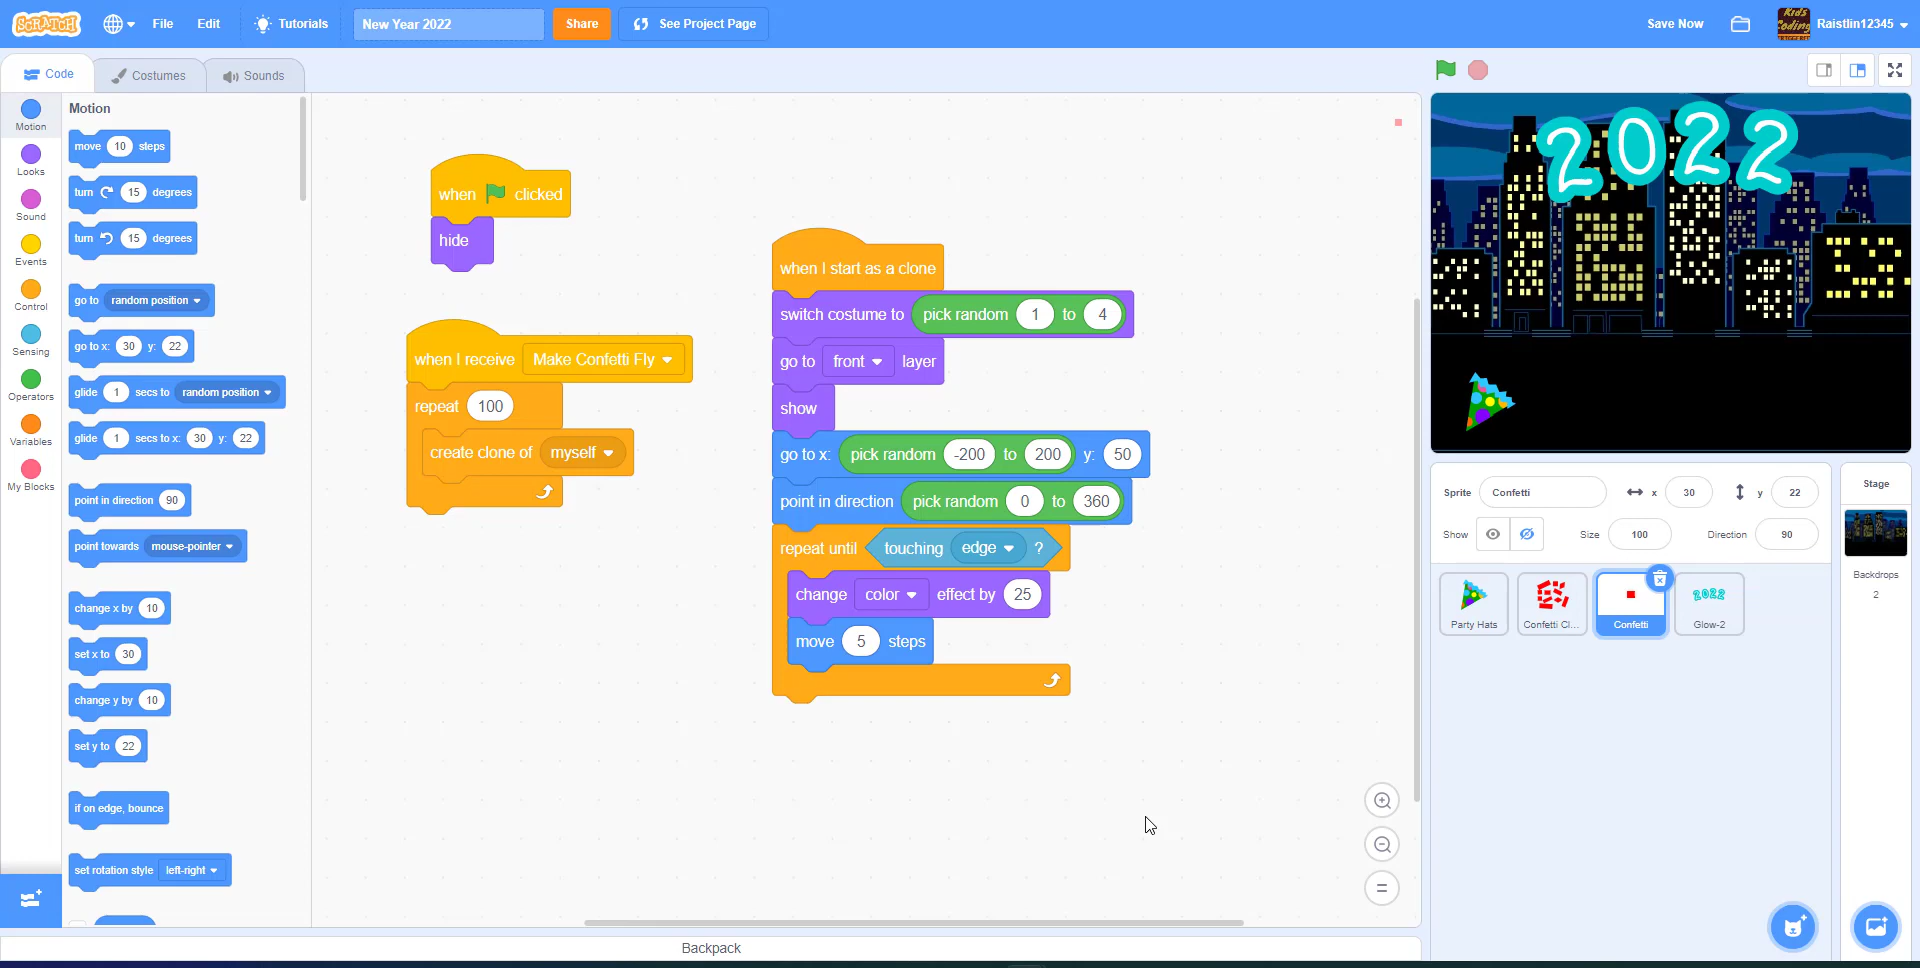 SCRATCH File Edit Tutorials New Year 2022 Share See Project Page Save Now Raistlin12345
Code Costumes Sounds
Motion
Looks
Sound
Events
Control
Sensing
Operators
Variables
My Blocks
Motion
move 10 steps
turn 15 degrees
turn 15 degrees
go to random position
go to x: 30 y: 22
glide 1 secs to random position
glide 1 secs to x: 30 y: 22
point in direction 90
point towards mouse-pointer
change x by 10
set x to 30
change y by 10
set y to 22
if on edge, bounce
set rotation style left-right
when clicked
hide
when I receive Make Confetti Fly
repeat 100
create clone of myself
when I start as a clone
switch costume to pick random 1 to 4
go to front layer
show
go to x: pick random -200 to 200 y: 50
point in direction pick random 0 to 360
repeat until touching edge ?
change color effect by 25
move 5 steps
2022
Sprite Confetti x 30 y 22
Show Size 100 Direction 90
Party Hats
Confetti Cl...
Confetti
2022
Glow-2
Stage
Backdrops
2
Backpack